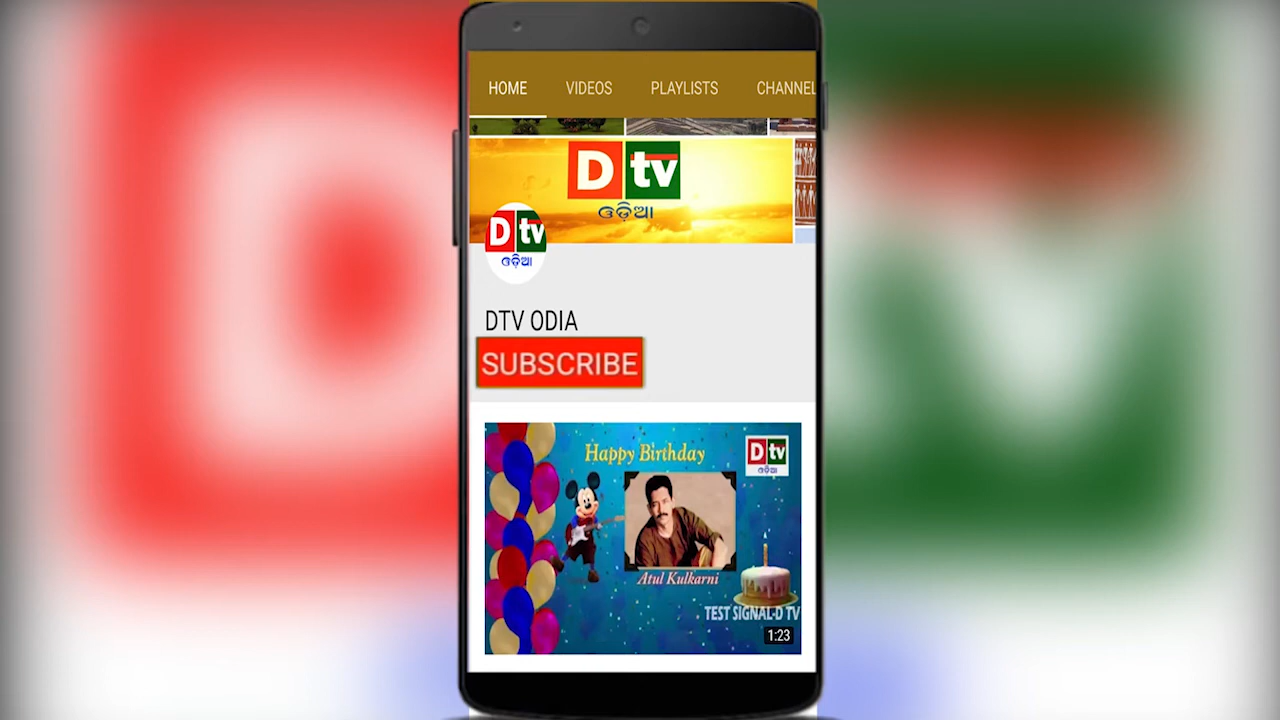 HOME VIDEOS PLAYLISTS CHANNEL
D tv
ଓଡ଼ିଆ
D tv
ଓଡ଼ିଆ
DTV ODIA
SUBSCRIBE
Happy Birthday
D tv
ଓଡ଼ିଆ
Atul Kulkarni
TEST SIGNAL-D TV
1:23